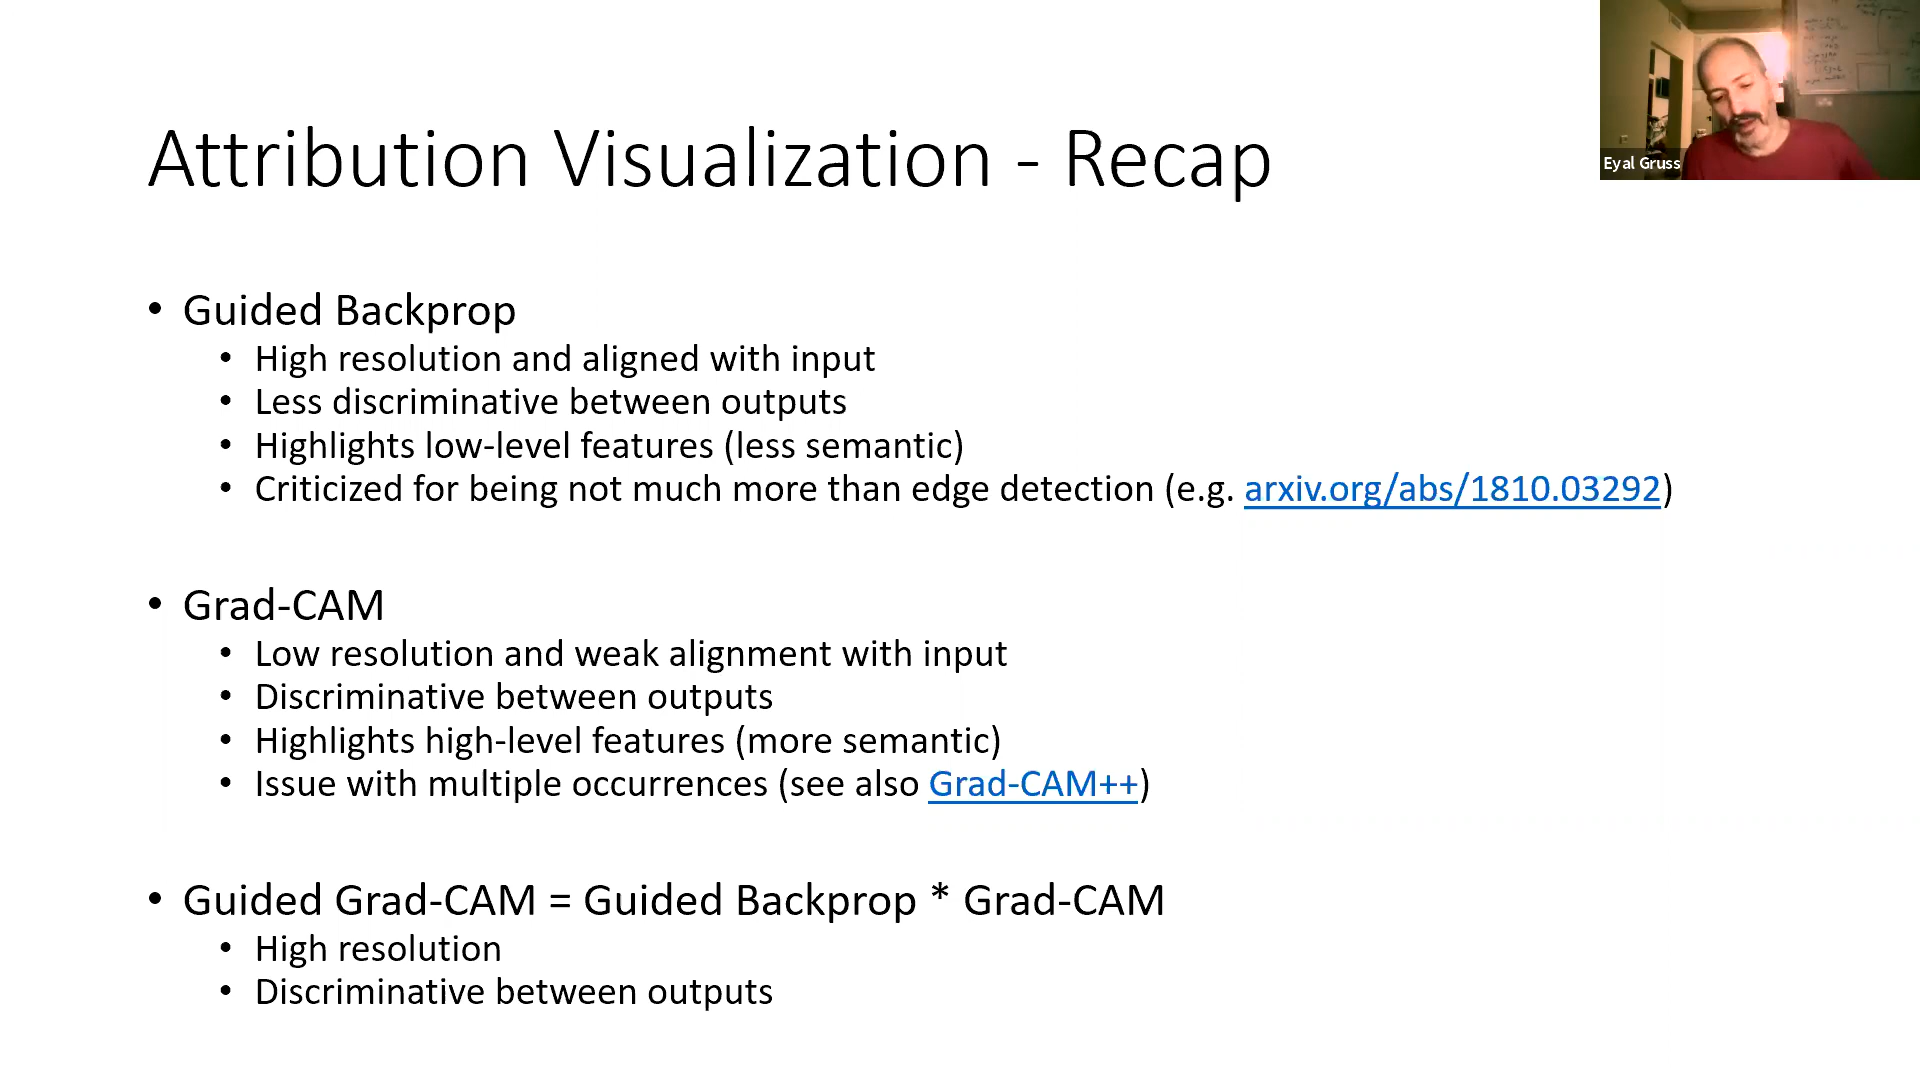 Attribution Visualization - Recap
Eyal Gruss
• Guided Backprop
• High resolution and aligned with input
• Less discriminative between outputs
• Highlights low-level features (less semantic)
• Criticized for being not much more than edge detection (e.g. arxiv.org/abs/1810.03292)
• Grad-CAM
• Low resolution and weak alignment with input
• Discriminative between outputs
• Highlights high-level features (more semantic)
• Issue with multiple occurrences (see also Grad-CAM++)
• Guided Grad-CAM = Guided Backprop * Grad-CAM
• High resolution
• Discriminative between outputs